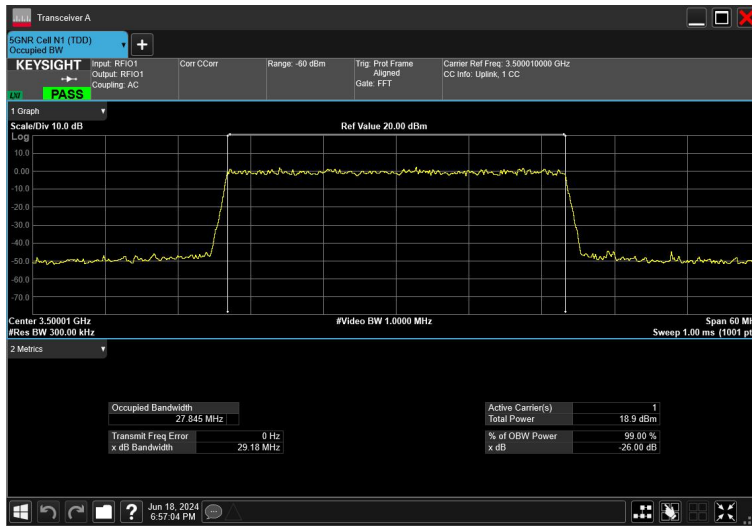 Transceiver A
5GNR Cell N1 (TDD)
Occupied BW
KEYSIGHT
Input: RFIO1
Output: RFIO1
Coupling: AC
LXI
PASS
Corr CCorr
Range: -60 dBm
Trig: Prot Frame
Aligned
Gate: FFT
Carrier Ref Freq: 3.500010000 GHz
CC Info: Uplink, 1 CC
1 Graph
Scale/Div 10.0 dB
Ref Value 20.00 dBm
Log
10.0
0.00
-10.0
-20.0
-30.0
-40.0
-50.0
-60.0
-70.0
Center 3.50001 GHz
#Video BW 1.0000 MHz
Span 60 MH
#Res BW 300.00 kHz
Sweep 1.00 ms (1001 pt
2 Metrics
Occupied Bandwidth
27.845 MHz
Transmit Freq Error 0 Hz
x dB Bandwidth 29.18 MHz
Active Carrier(s) 1
Total Power 18.9 dBm
% of OBW Power 99.00 %
x dB -26.00 dB
?
Jun 18, 2024
6:57:04 PM